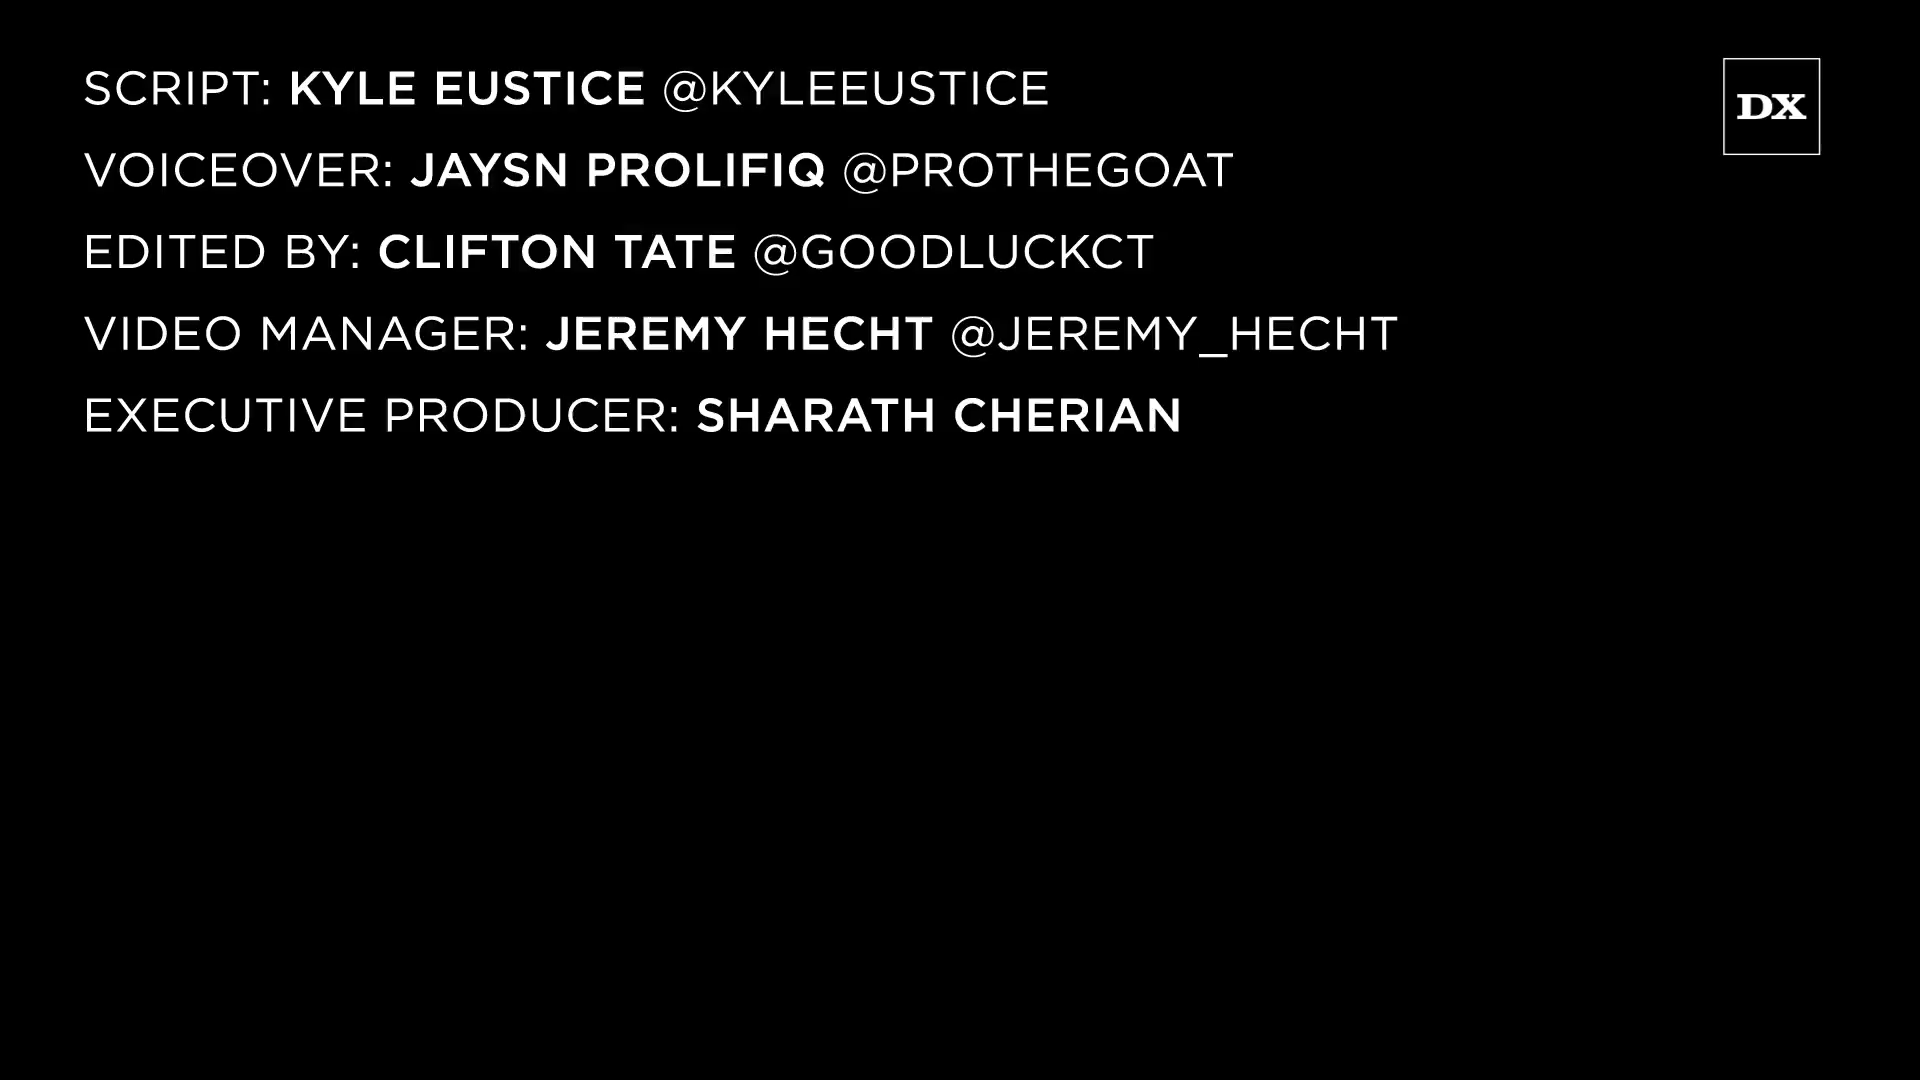 SCRIPT: KYLE EUSTICE @KYLEEUSTICE
DX
VOICEOVER: JAYSN PROLIFIQ @PROTHEGOAT
EDITED BY: CLIFTON TATE @GOODLUCKCT
VIDEO MANAGER: JEREMY HECHT @JEREMY_HECHT
EXECUTIVE PRODUCER: SHARATH CHERIAN